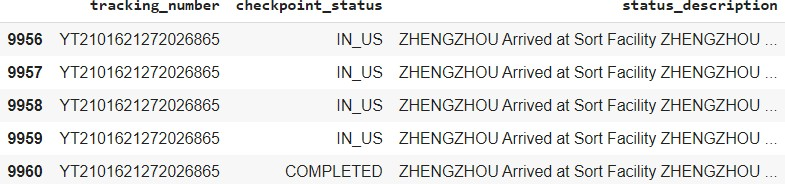 tracking_number checkpoint_status status_description
9956 YT2101621272026865 IN_US ZHENGZHOU Arrived at Sort Facility ZHENGZHOU ...
9957 YT2101621272026865 IN_US ZHENGZHOU Arrived at Sort Facility ZHENGZHOU ...
9958 YT2101621272026865 IN_US ZHENGZHOU Arrived at Sort Facility ZHENGZHOU ...
9959 YT2101621272026865 IN_US ZHENGZHOU Arrived at Sort Facility ZHENGZHOU ...
9960 YT2101621272026865 COMPLETED ZHENGZHOU Arrived at Sort Facility ZHENGZHOU ...